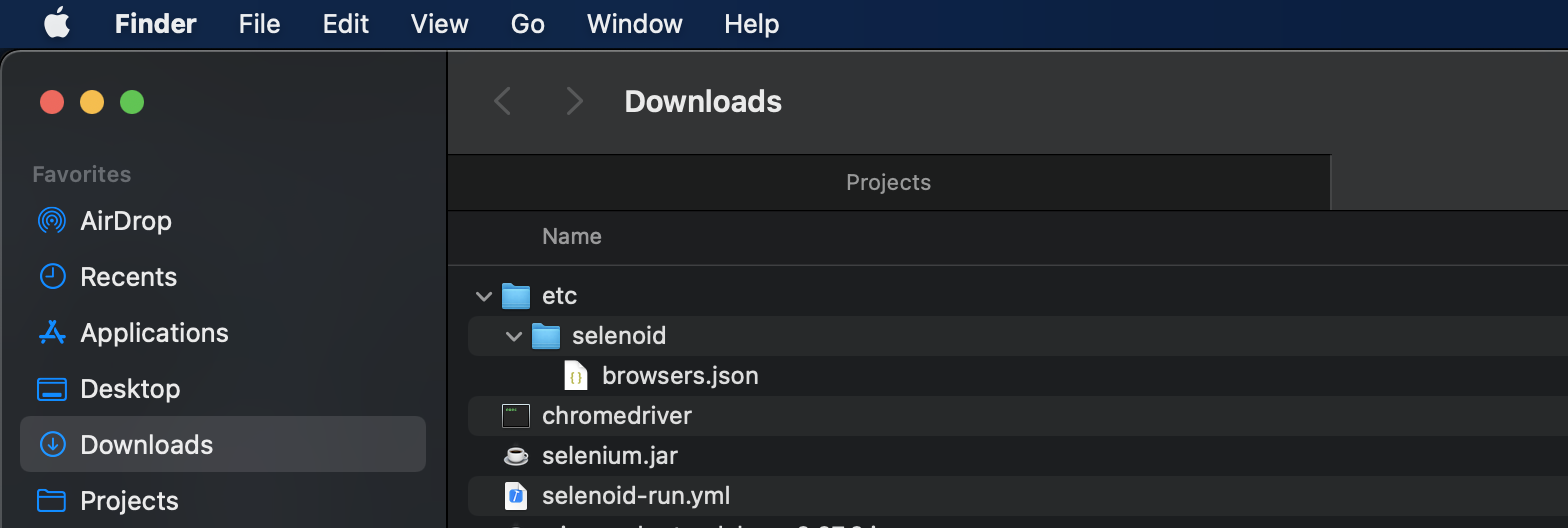 Finder File Edit View Go Window Help
Downloads
Favorites
Projects
AirDrop
Name
Recents
etc
Applications
selenoid
browsers.json
Desktop
chromedriver
Downloads
selenium.jar
Projects
selenoid-run.yml